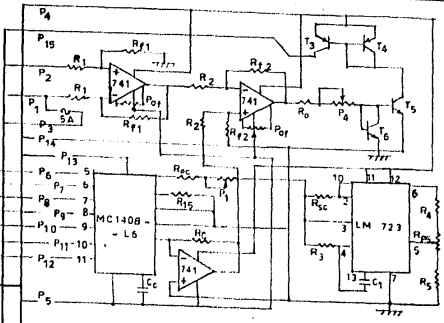 P4
P15
P2 R1 Rf1 741 Pof Rf1
R2 Rf2 741 Pof Rf2 R2
T3 T4
Ro P4 T5
T6
P1 R1
5A
P3
P14
P13
P6 5
P7 6
P8 7
P9 8
P10 9
P11 10
P12 11
MC1408
- L6
R15
P1
Rc
741
Cc
P5
10 11 12 6
2
3
4
13 7 5
LM 723
Rsc
R3
C1
R4
R5